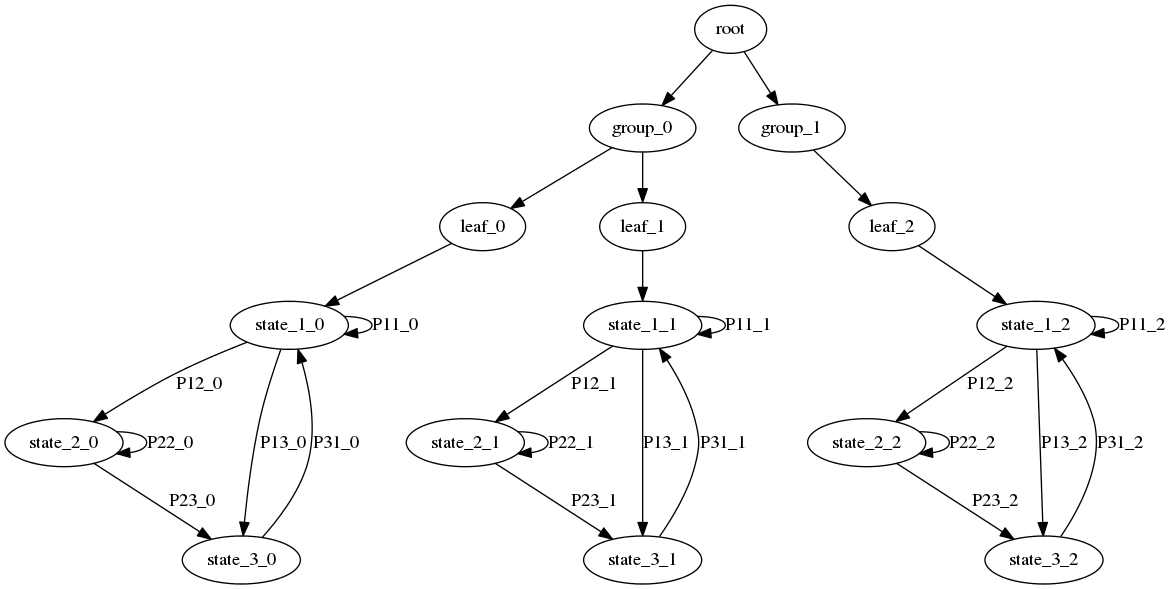 root
group_0
group_1
leaf_0
leaf_1
leaf_2
state_1_0
P11_0
state_1_1
P11_1
state_1_2
P11_2
P12_0
P12_1
P12_2
state_2_0
P22_0
P13_0
P31_0
state_2_1
P22_1
P13_1
P31_1
state_2_2
P22_2
P13_2
P31_2
P23_0
P23_1
P23_2
state_3_0
state_3_1
state_3_2